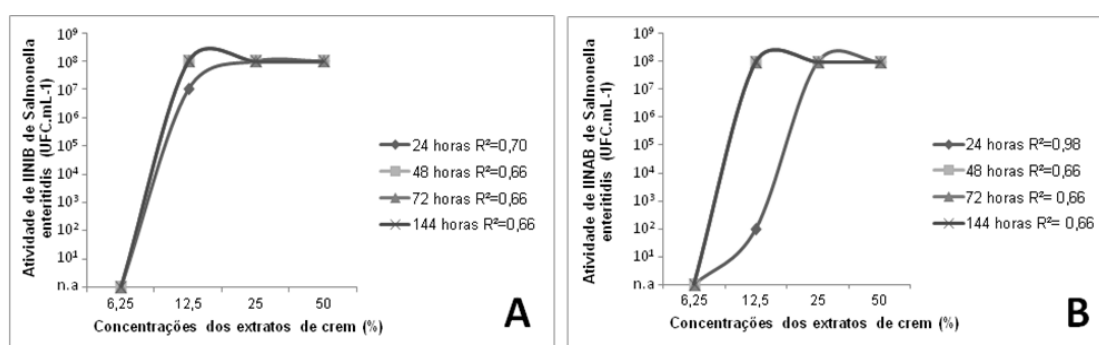 Atividade de IINIB de Salmonella
enteritidis (UFC.mL-1)
10⁹
10⁸
10⁷
10⁶
10⁵
10⁴
10³
10²
10¹
n.a
6,25 12,5 25 50
Concentrações dos extratos de crem (%)
24 horas R²=0,70
48 horas R²=0,66
72 horas R²=0,66
144 horas R²=0,66
A
Atividade de IINAB de Salmonella
enteritidis (UFC.mL-1)
10⁹
10⁸
10⁷
10⁶
10⁵
10⁴
10³
10²
10¹
n.a
6,25 12,5 25 50
Concentrações dos extratos de crem (%)
24 horas R²=0,98
48 horas R²=0,66
72 horas R²= 0,66
144 horas R²= 0,66
B